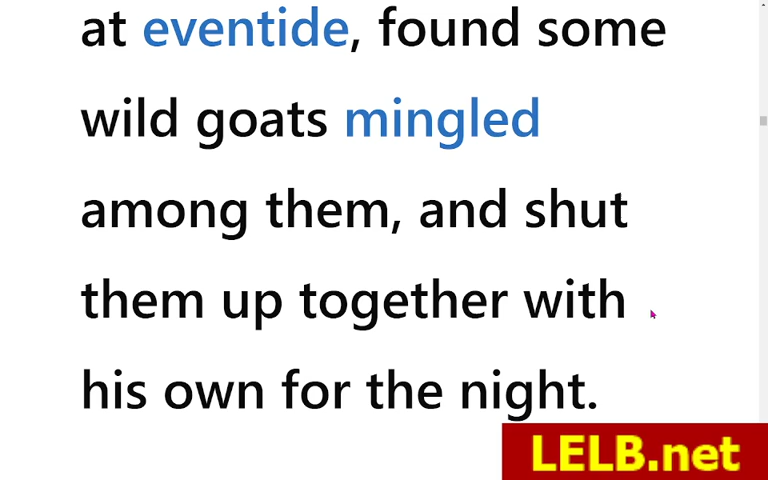 at eventide, found some
wild goats mingled
among them, and shut
them up together with
his own for the night.
LELB.net